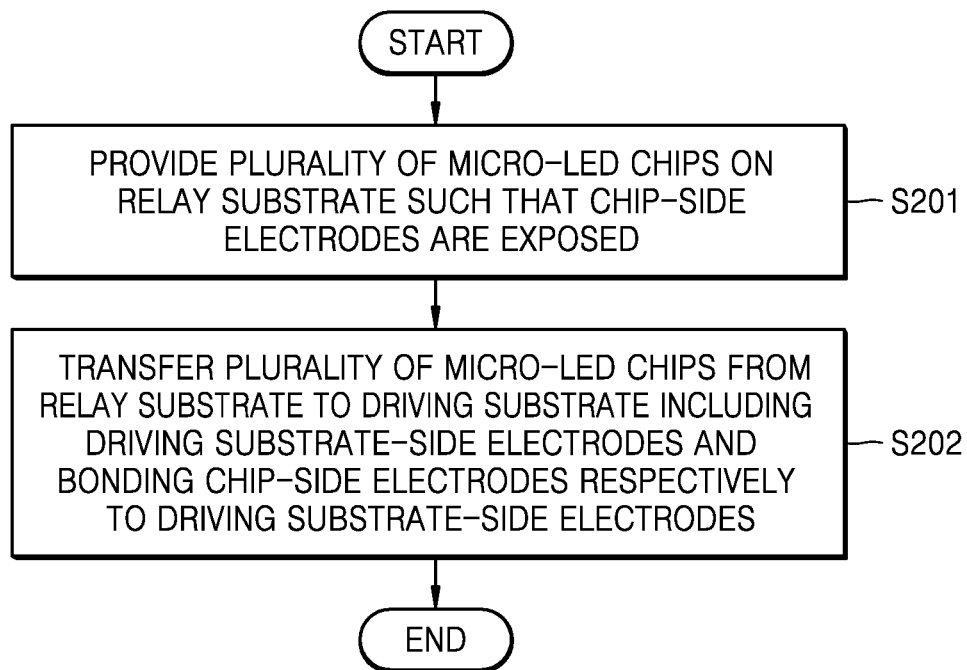 START
PROVIDE PLURALITY OF MICRO-LED CHIPS ON
RELAY SUBSTRATE SUCH THAT CHIP-SIDE
ELECTRODES ARE EXPOSED
S201
TRANSFER PLURALITY OF MICRO-LED CHIPS FROM
RELAY SUBSTRATE TO DRIVING SUBSTRATE INCLUDING
DRIVING SUBSTRATE-SIDE ELECTRODES AND
BONDING CHIP-SIDE ELECTRODES RESPECTIVELY
TO DRIVING SUBSTRATE-SIDE ELECTRODES
S202
END